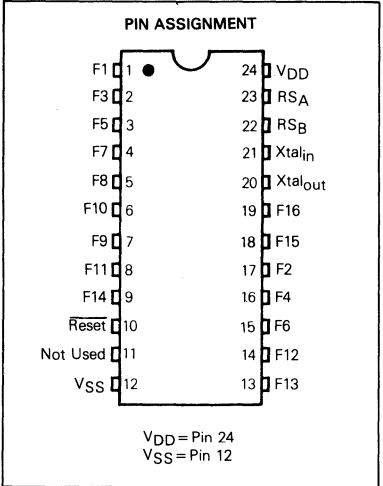 PIN ASSIGNMENT
F1 1 24 VDD
F3 2 23 RSA
F5 3 22 RSB
F7 4 21 Xtalin
F8 5 20 Xtalout
F10 6 19 F16
F9 7 18 F15
F11 8 17 F2
F14 9 16 F4
Reset 10 15 F6
Not Used 11 14 F12
VSS 12 13 F13
VDD = Pin 24
VSS = Pin 12